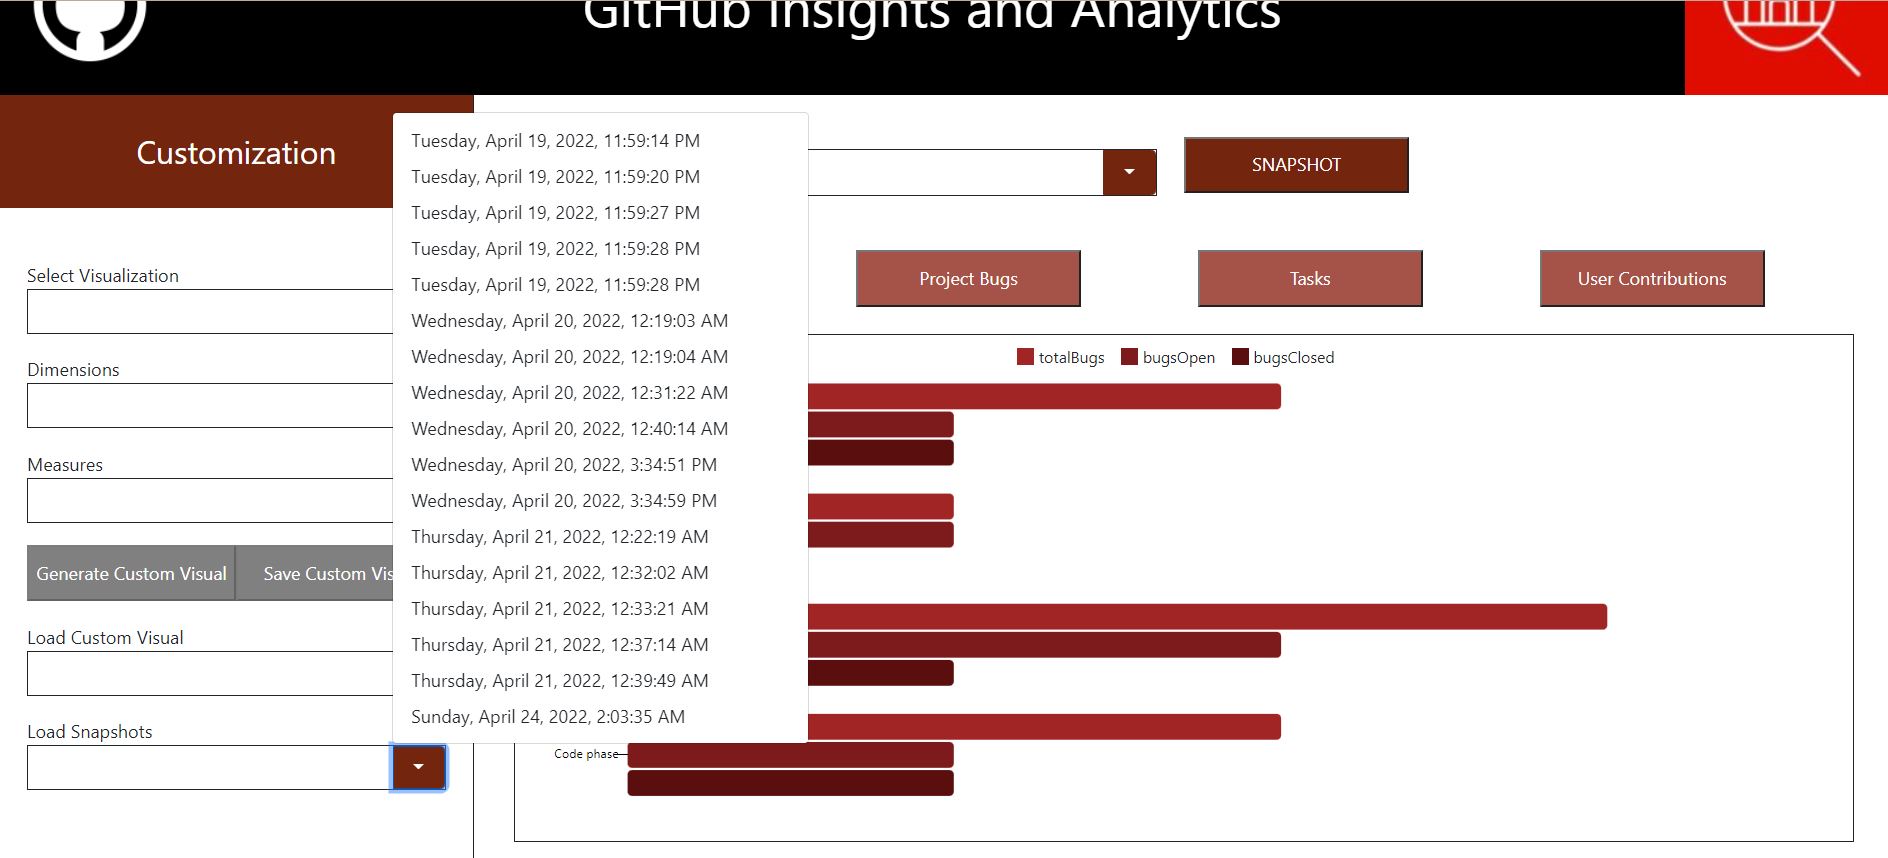 GitHub Insights and Analytics
Customization
Tuesday, April 19, 2022, 11:59:14 PM
Tuesday, April 19, 2022, 11:59:20 PM
Tuesday, April 19, 2022, 11:59:27 PM
Tuesday, April 19, 2022, 11:59:28 PM
Tuesday, April 19, 2022, 11:59:28 PM
Wednesday, April 20, 2022, 12:19:03 AM
Wednesday, April 20, 2022, 12:19:04 AM
Wednesday, April 20, 2022, 12:31:22 AM
Wednesday, April 20, 2022, 12:40:14 AM
Wednesday, April 20, 2022, 3:34:51 PM
Wednesday, April 20, 2022, 3:34:59 PM
Thursday, April 21, 2022, 12:22:19 AM
Thursday, April 21, 2022, 12:32:02 AM
Thursday, April 21, 2022, 12:33:21 AM
Thursday, April 21, 2022, 12:37:14 AM
Thursday, April 21, 2022, 12:39:49 AM
Sunday, April 24, 2022, 2:03:35 AM
SNAPSHOT
Select Visualization
Dimensions
Measures
Generate Custom Visual
Save Custom Vis
Load Custom Visual
Load Snapshots
Project Bugs
Tasks
User Contributions
totalBugs
bugsOpen
bugsClosed
Code phase